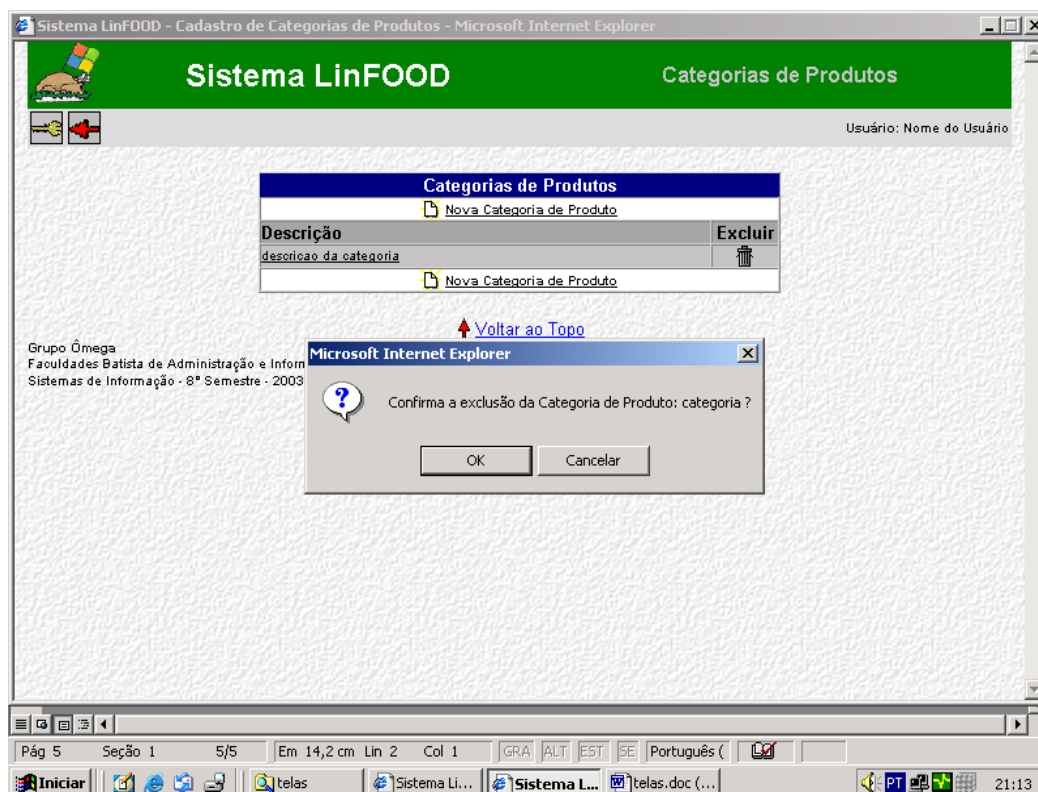 Sistema LinFOOD - Cadastro de Categorias de Produtos - Microsoft Internet Explorer
Sistema LinFOOD
Categorias de Produtos
Usuário: Nome do Usuário
Categorias de Produtos
Nova Categoria de Produto
Descrição Excluir
descricao da categoria
Nova Categoria de Produto
Voltar ao Topo
Grupo Ômega
Faculdades Batista de Administração e Inform
Sistemas de Informação - 8º Semestre - 2003
Microsoft Internet Explorer
Confirma a exclusão da Categoria de Produto: categoria ?
OK Cancelar
Pág 5 Seção 1 5/5 Em 14,2 cm Lin 2 Col 1 GRA ALT EST SE Português (
Iniciar telas Sistema Li... Sistema L... telas.doc (... PT 21:13